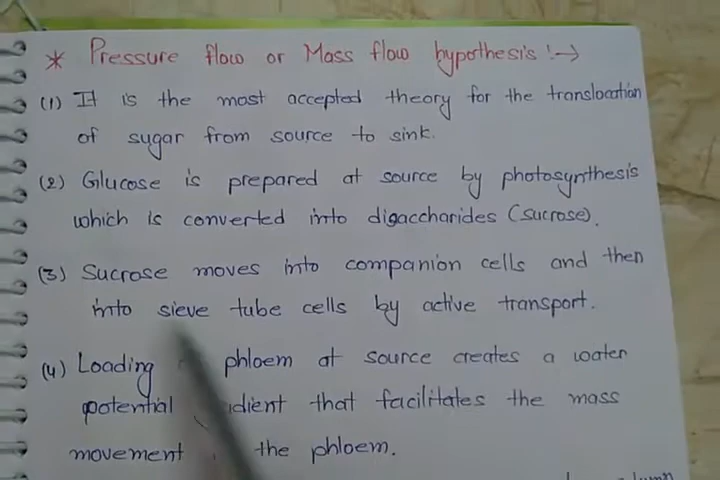 * Pressure flow or Mass flow hypothesis :→
(1) It is the most accepted theory for the translocation
of sugar from source to sink.
(2) Glucose is prepared at source by photosynthesis
which is converted into disaccharides (sucrose).
(3) Sucrose moves into companion cells and then
into sieve tube cells by active transport.
(4) Loading phloem at source creates a water
potential that facilitates the mass
movement the phloem.